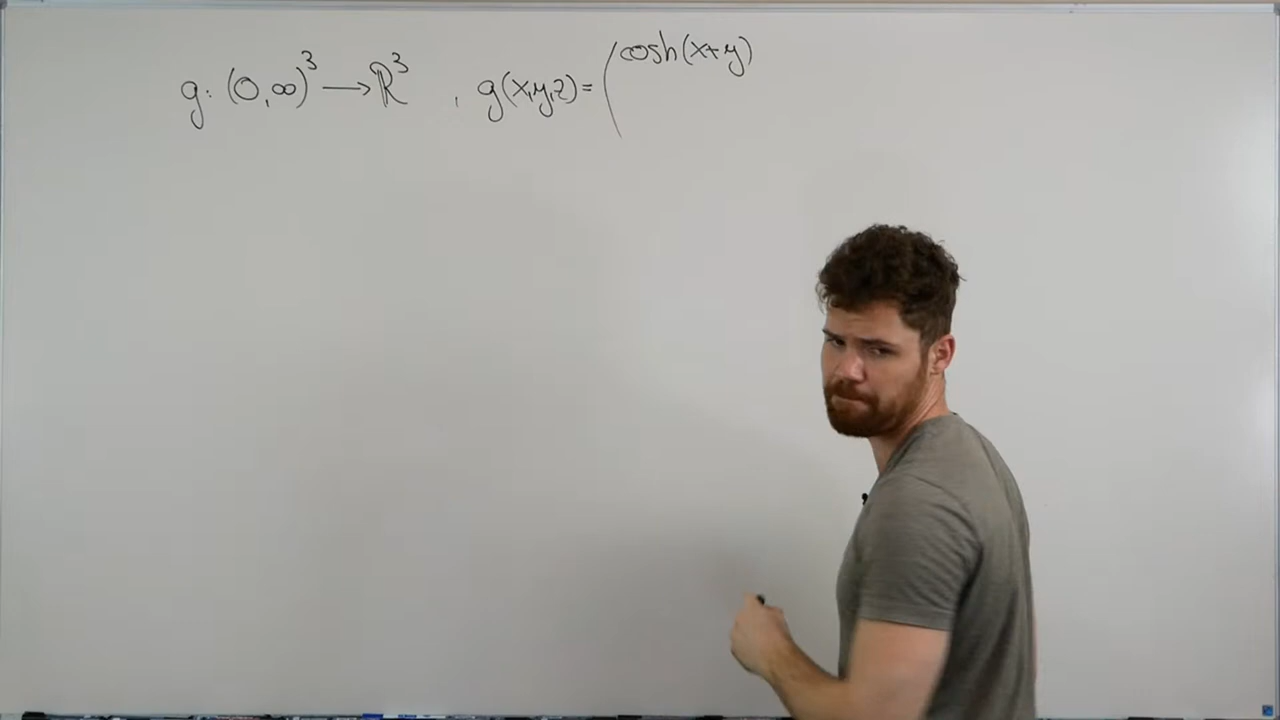 g: (0,∞)³ → ℝ³ , g(x,y,z) = ( cosh(x+y)